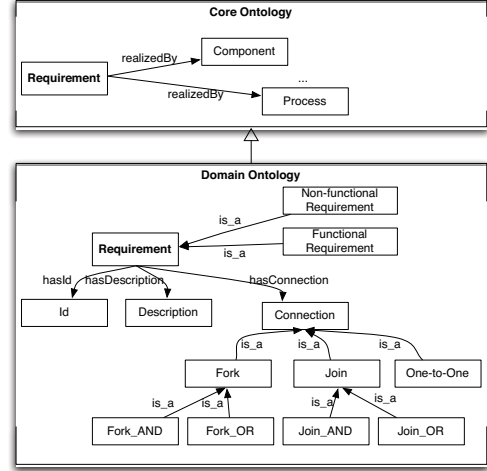 Core Ontology
realizedBy
Component
Requirement
...
realizedBy
Process
Domain Ontology
Non-functional
Requirement
is_a
Requirement
Functional
Requirement
is_a
hasId
hasDescription
hasConnection
Id
Description
Connection
is_a
is_a
is_a
Fork
Join
One-to-One
is_a
is_a
is_a
is_a
Fork_AND
Fork_OR
Join_AND
Join_OR